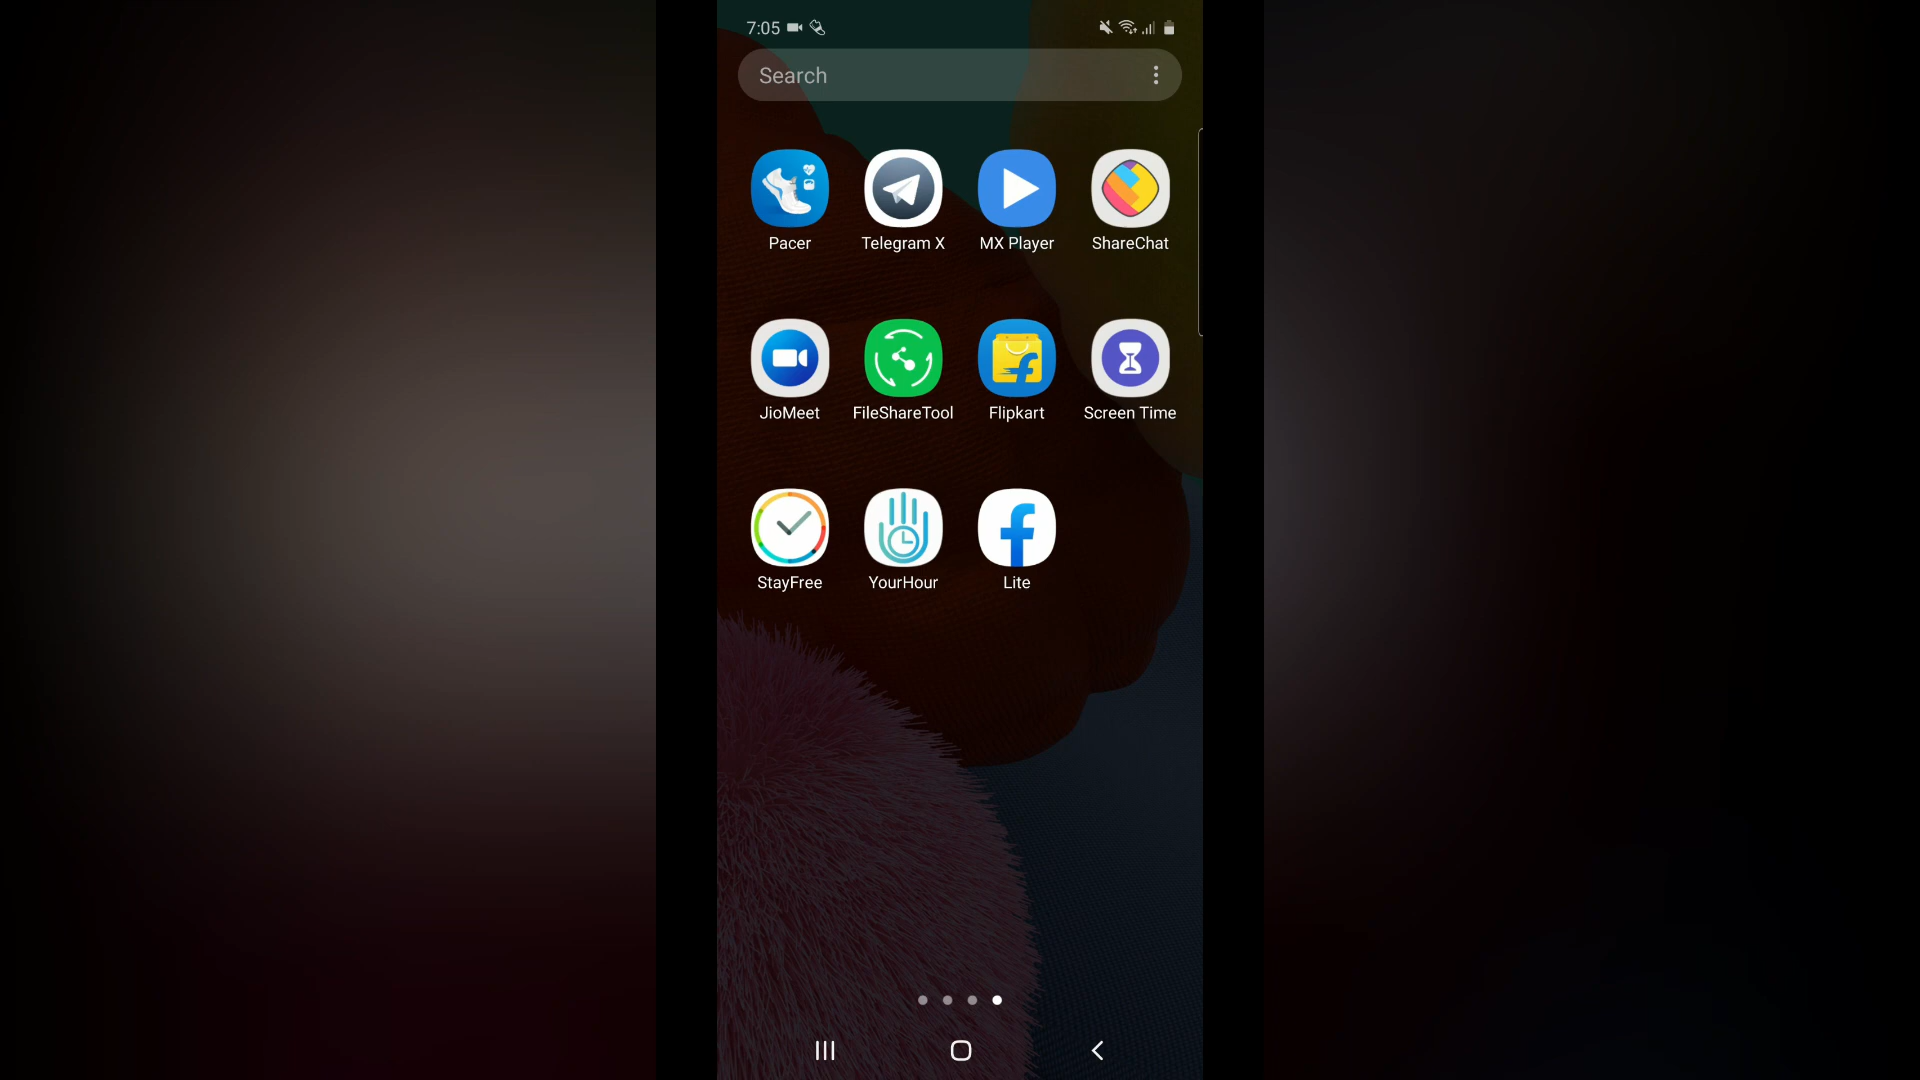 7:05
Search
Pacer
Telegram X
MX Player
ShareChat
JioMeet
FileShareTool
Flipkart
Screen Time
StayFree
YourHour
Lite